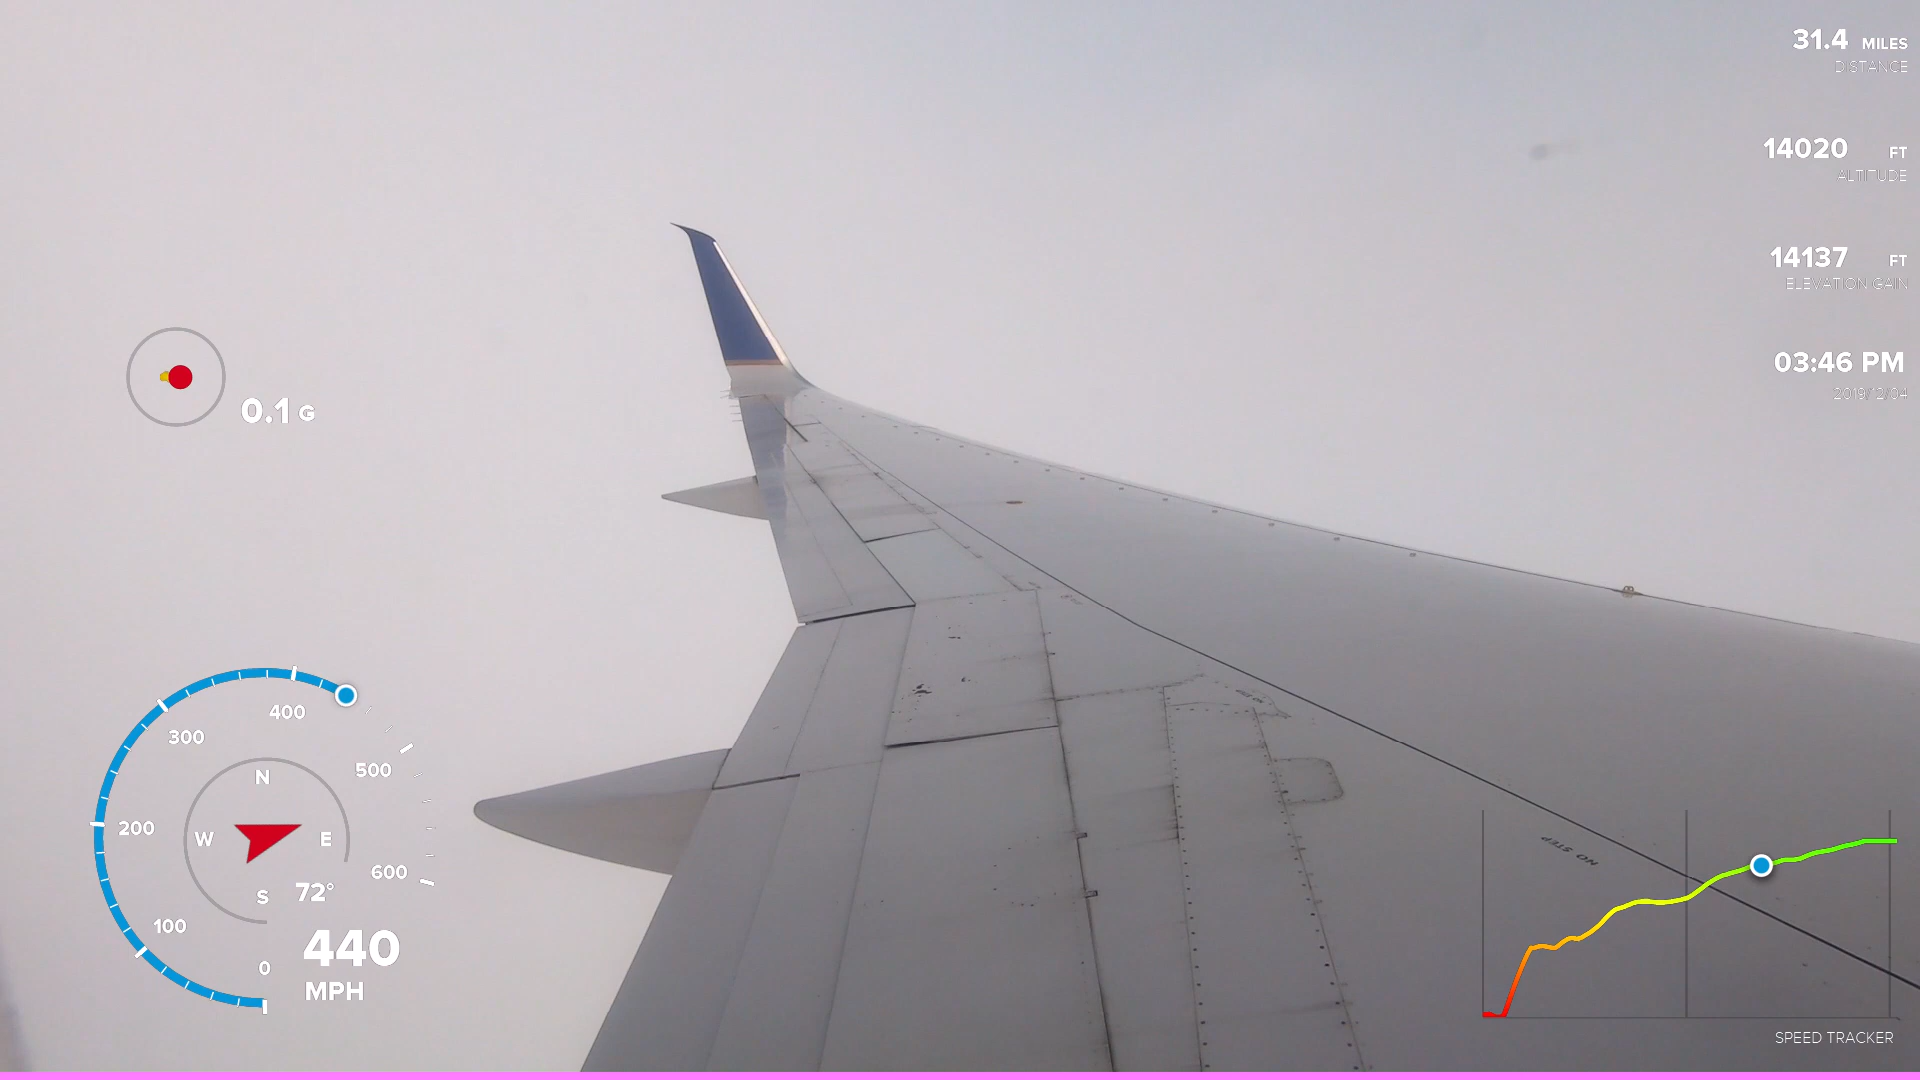 31.4 MILES
DISTANCE
14020 FT
ALTITUDE
14137 FT
ELEVATION GAIN
03:46 PM
2019/12/04
0.1 G
400
300
500
200
600
100
0
N
W E
S
72°
440
MPH
NO STEP
SPEED TRACKER